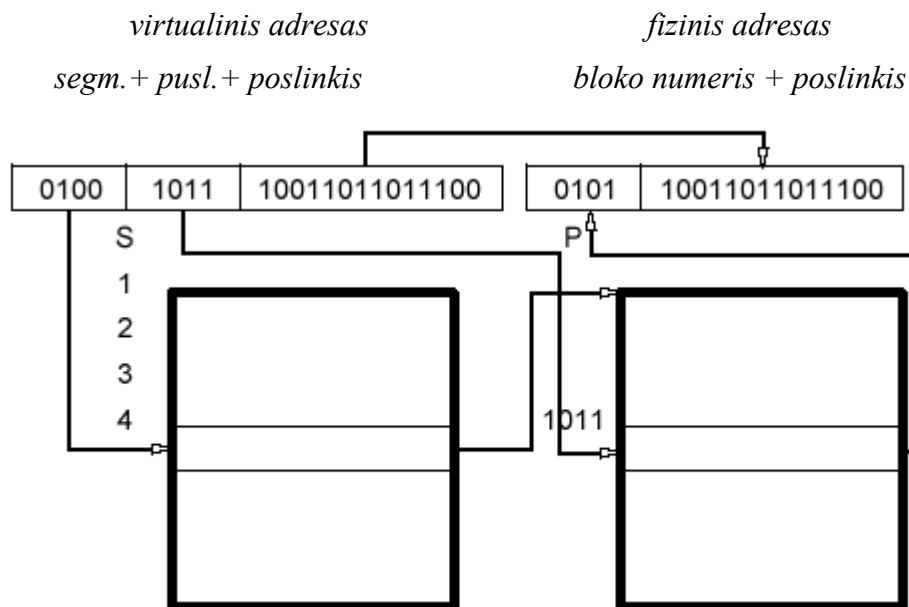 virtualinis adresas
fizinis adresas
segm.+ pusl.+ poslinkis
bloko numeris + poslinkis
0100 1011 10011011011100
0101 10011011011100
S
P
1
2
3
4
1011